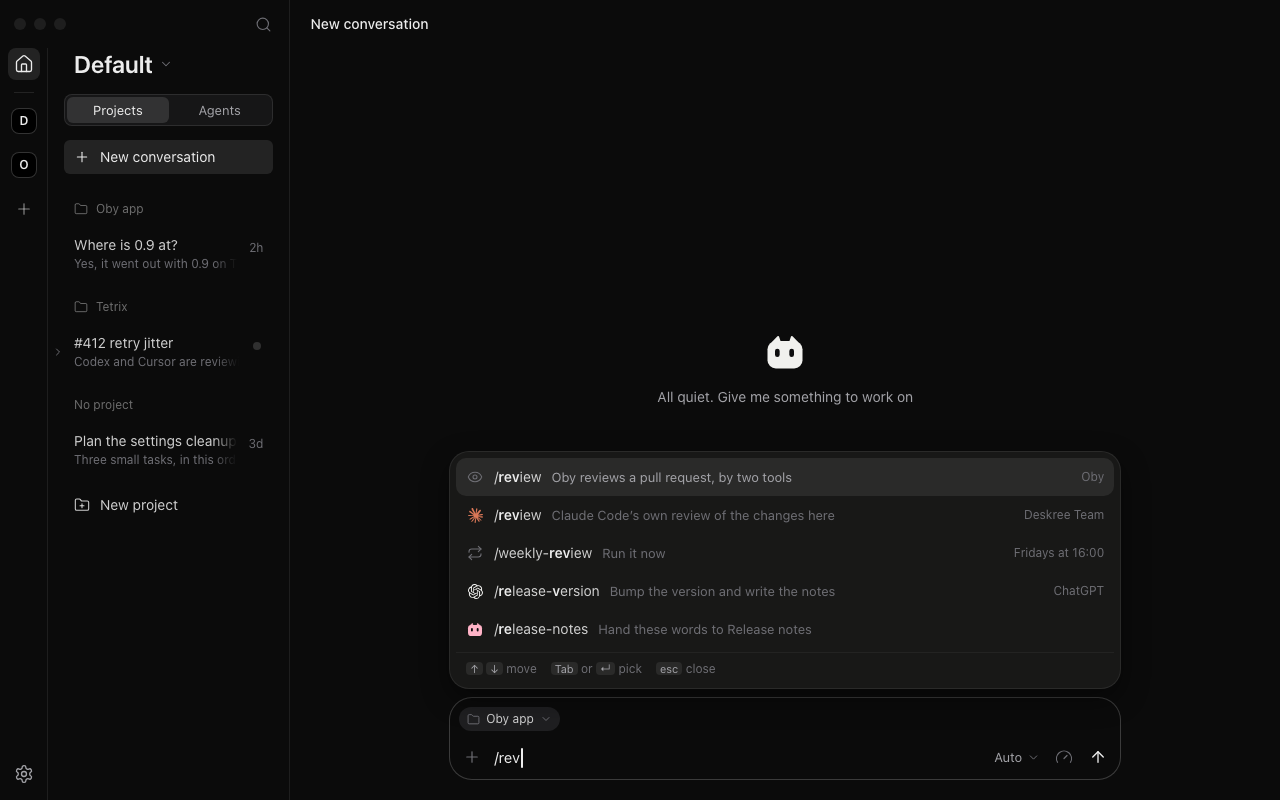 New conversation
Default
Projects
Agents
D
New conversation
O
Oby app
Where is 0.9 at?
2h
Yes, it went out with 0.9 on
Tetrix
#412 retry jitter
Codex and Cursor are review
No project
Plan the settings cleanup
3d
Three small tasks, in this ord
New project
All quiet. Give me something to work on
/review Oby reviews a pull request, by two tools Oby
/review Claude Code's own review of the changes here Deskree Team
/weekly-review Run it now Fridays at 16:00
/release-version Bump the version and write the notes ChatGPT
/release-notes Hand these words to Release notes
↑ ↓ move Tab or ↵ pick esc close
Oby app
/rev
Auto